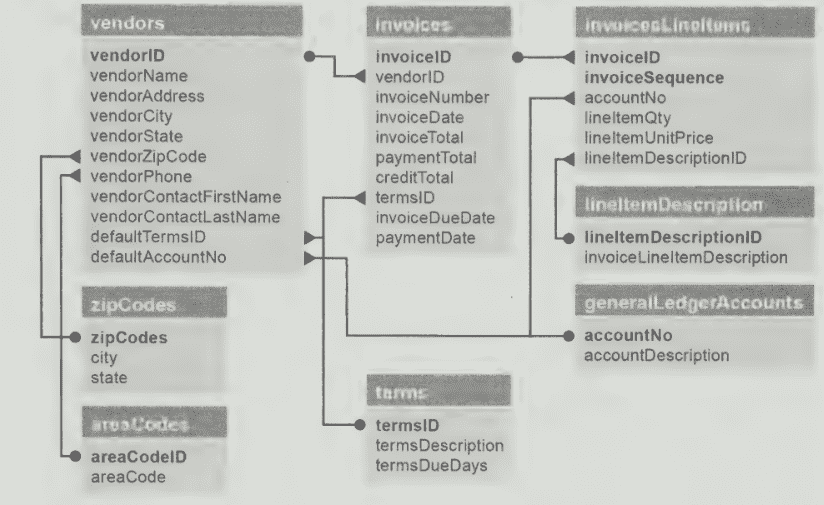 vendors
vendorID
vendorName
vendorAddress
vendorCity
vendorState
vendorZipCode
vendorPhone
vendorContactFirstName
vendorContactLastName
defaultTermsID
defaultAccountNo
zipCodes
zipCodes
city
state
areaCodes
areaCodeID
areaCode
invoices
invoiceID
vendorID
invoiceNumber
invoiceDate
invoiceTotal
paymentTotal
creditTotal
termsID
invoiceDueDate
paymentDate
terms
termsID
termsDescription
termsDueDays
invoicesLineItems
invoiceID
invoiceSequence
accountNo
lineItemQty
lineItemUnitPrice
lineItemDescriptionID
lineItemDescription
lineItemDescriptionID
invoiceLineItemDescription
generalLedgerAccounts
accountNo
accountDescription